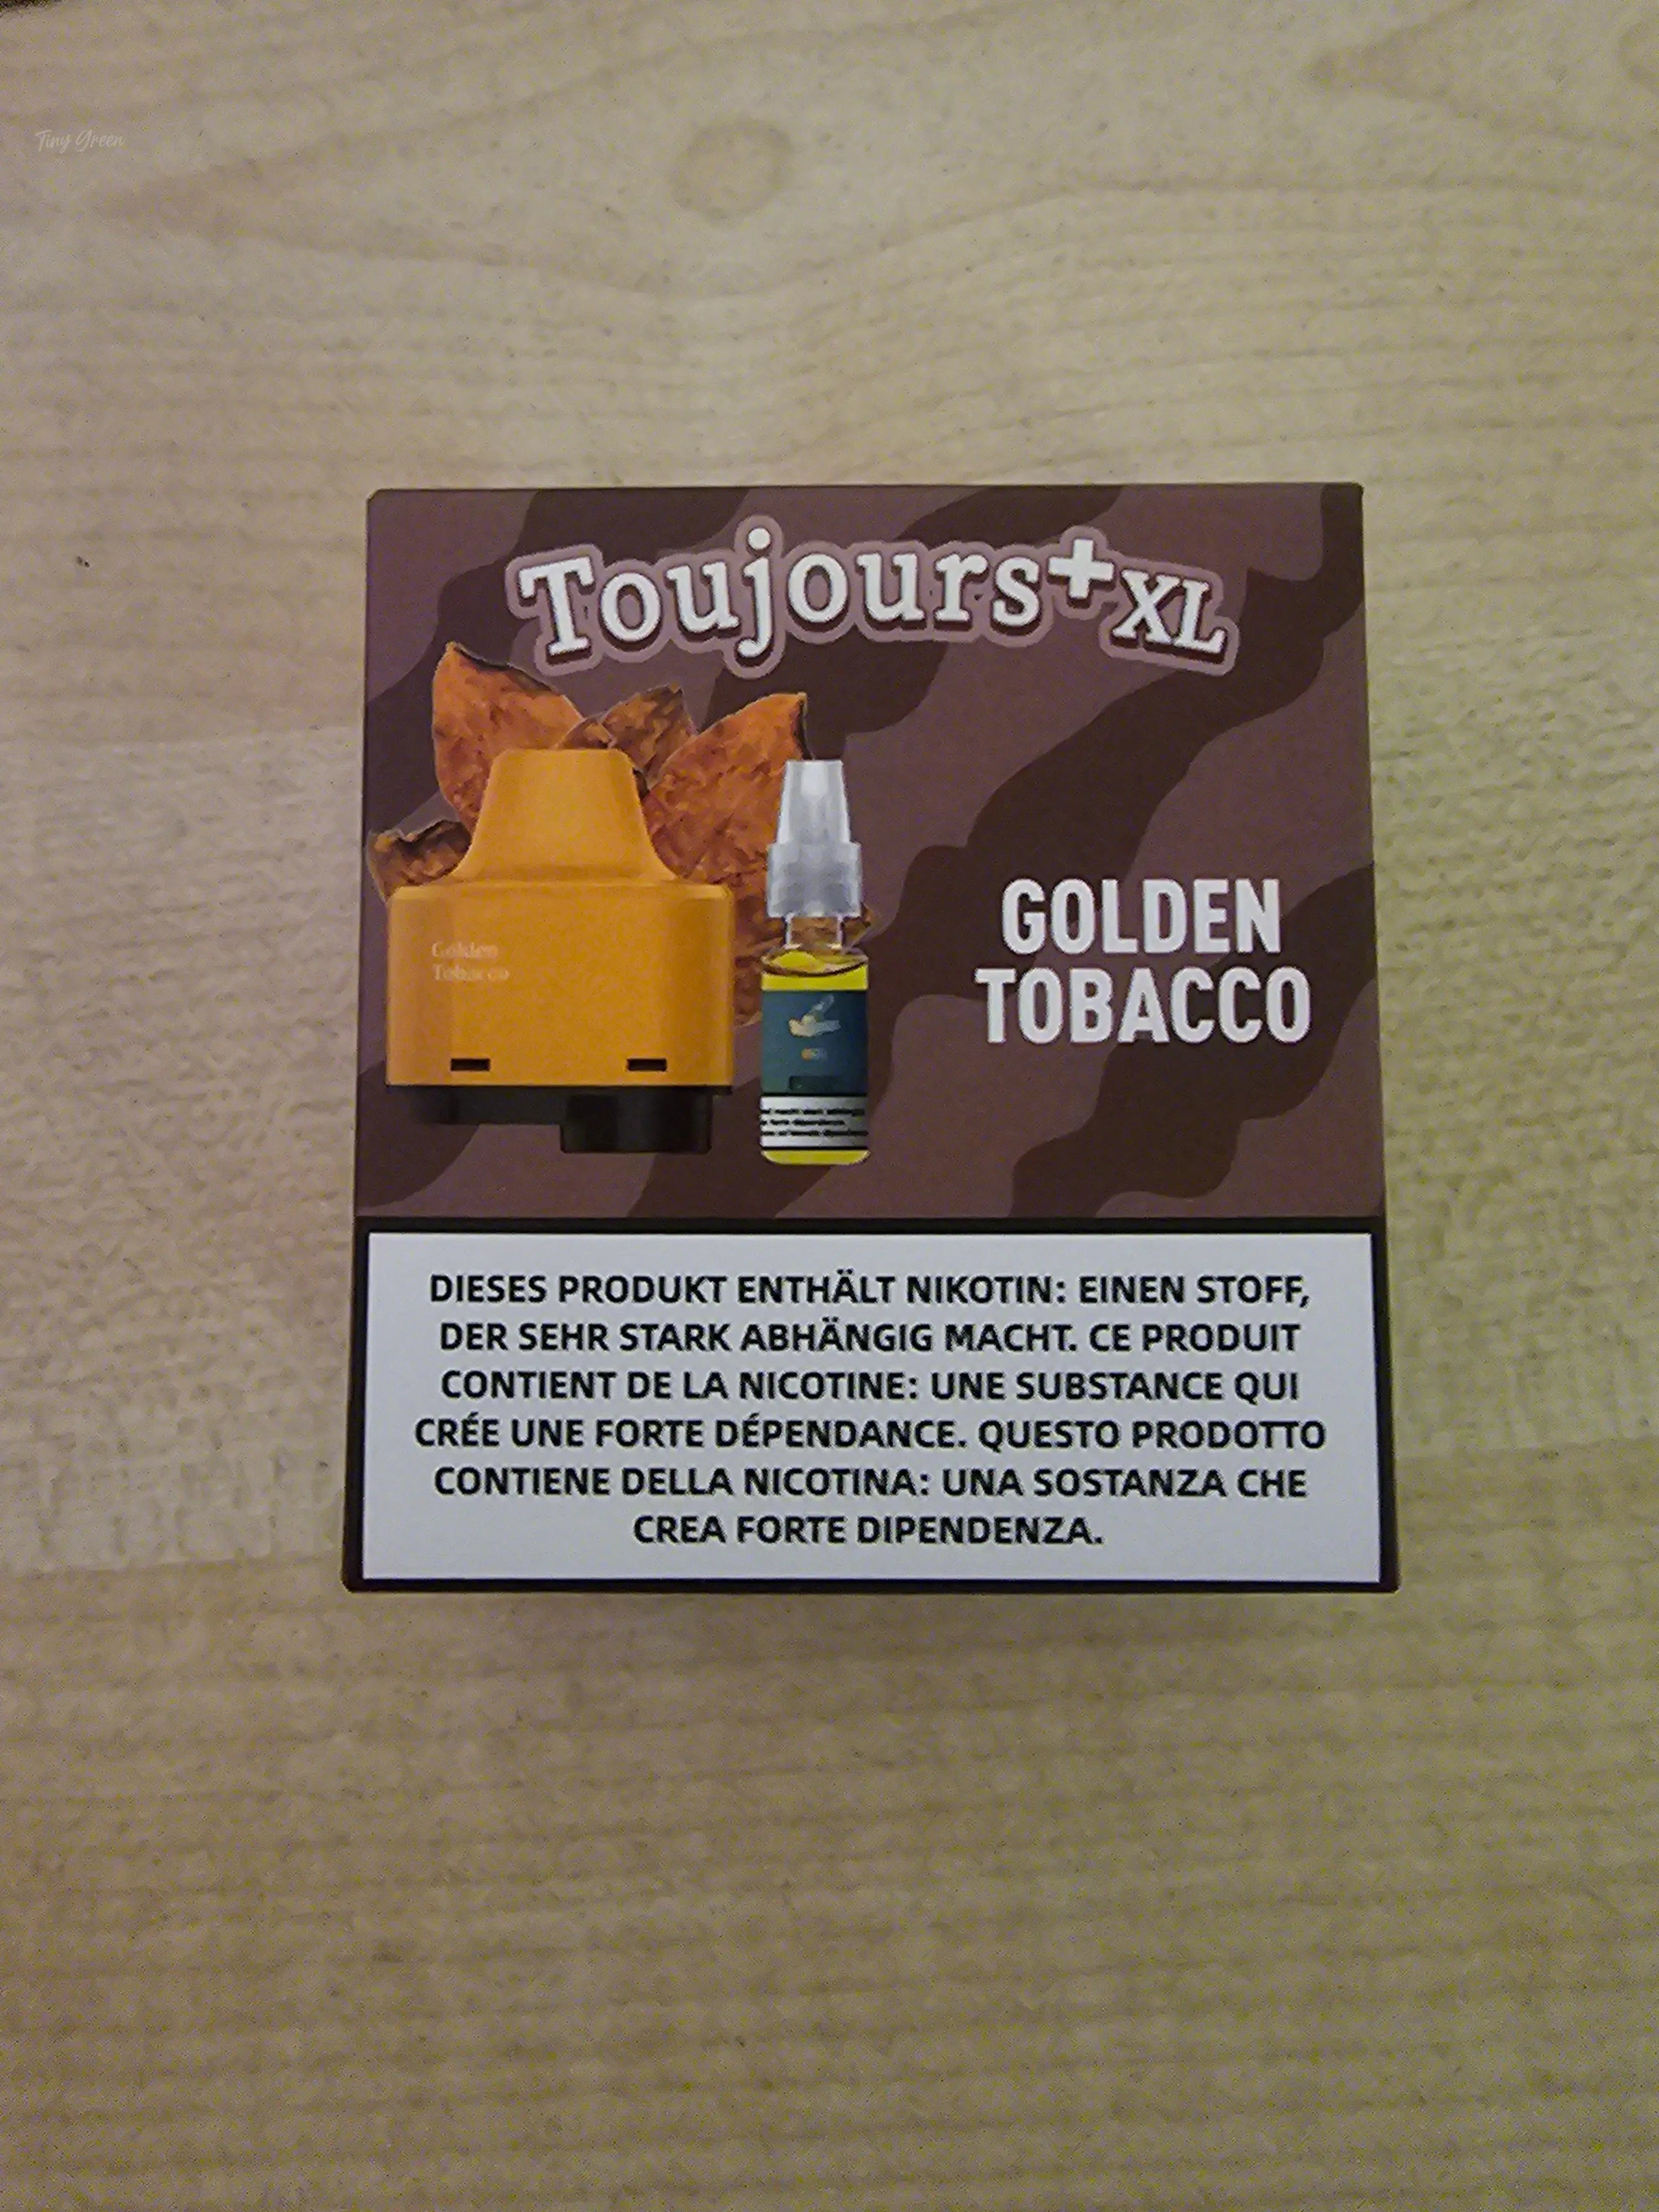 Tiny Green
Toujours+XL
Golden
Tobacco
GOLDEN
TOBACCO
DIESES PRODUKT ENTHÄLT NIKOTIN: EINEN STOFF,
DER SEHR STARK ABHÄNGIG MACHT. CE PRODUIT
CONTIENT DE LA NICOTINE: UNE SUBSTANCE QUI
CRÉE UNE FORTE DÉPENDANCE. QUESTO PRODOTTO
CONTIENE DELLA NICOTINA: UNA SOSTANZA CHE
CREA FORTE DIPENDENZA.